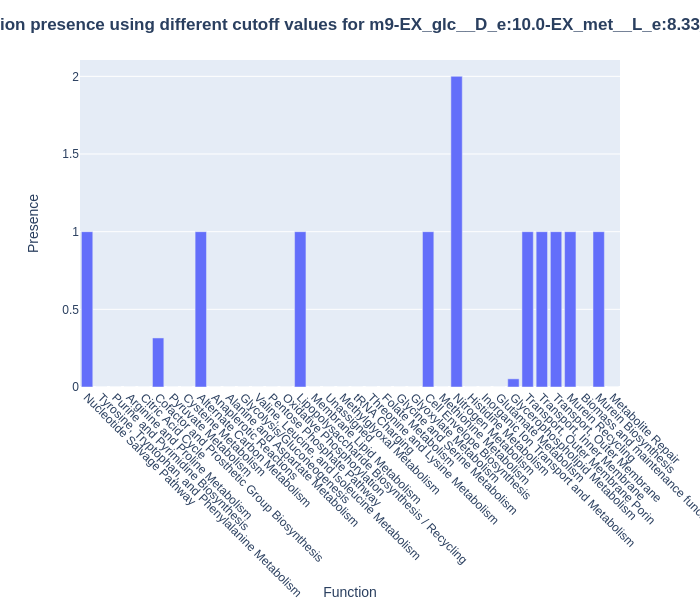 ion presence using different cutoff values for m9-EX_glc__D_e:10.0-EX_met__L_e:8.33
2
1.5
1
0.5
0
Presence
Nucleotide Salvage Pathway
Tyrosine, Tryptophan, and Phenylalanine Metabolism
Purine and Pyrimidine Biosynthesis
Arginine and Proline Metabolism
Citric Acid Cycle
Cofactor and Prosthetic Group Biosynthesis
Pyruvate Metabolism
Cysteine Metabolism
Alternate Carbon Metabolism
Anaplerotic Reactions
Alanine and Aspartate Metabolism
Glycolysis/Gluconeogenesis
Valine, Leucine, and Isoleucine Metabolism
Pentose Phosphate Pathway
Oxidative Phosphorylation
Lipopolysaccharide Biosynthesis / Recycling
Membrane Lipid Metabolism
Unassigned
Methylglyoxal Metabolism
tRNA Charging
Threonine and Lysine Metabolism
Folate Metabolism
Glycine and Serine Metabolism
Glyoxylate Metabolism
Cell Envelope Biosynthesis
Methionine Metabolism
Nitrogen Metabolism
Histidine Metabolism
Inorganic Ion Transport and Metabolism
Glutamate Metabolism
Glycerophospholipid Metabolism
Transport, Outer Membrane Porin
Transport, Inner Membrane
Transport, Outer Membrane
Murein Recycling
Biomass and maintenance func
Murein Biosynthesis
Metabolite Repair
Function